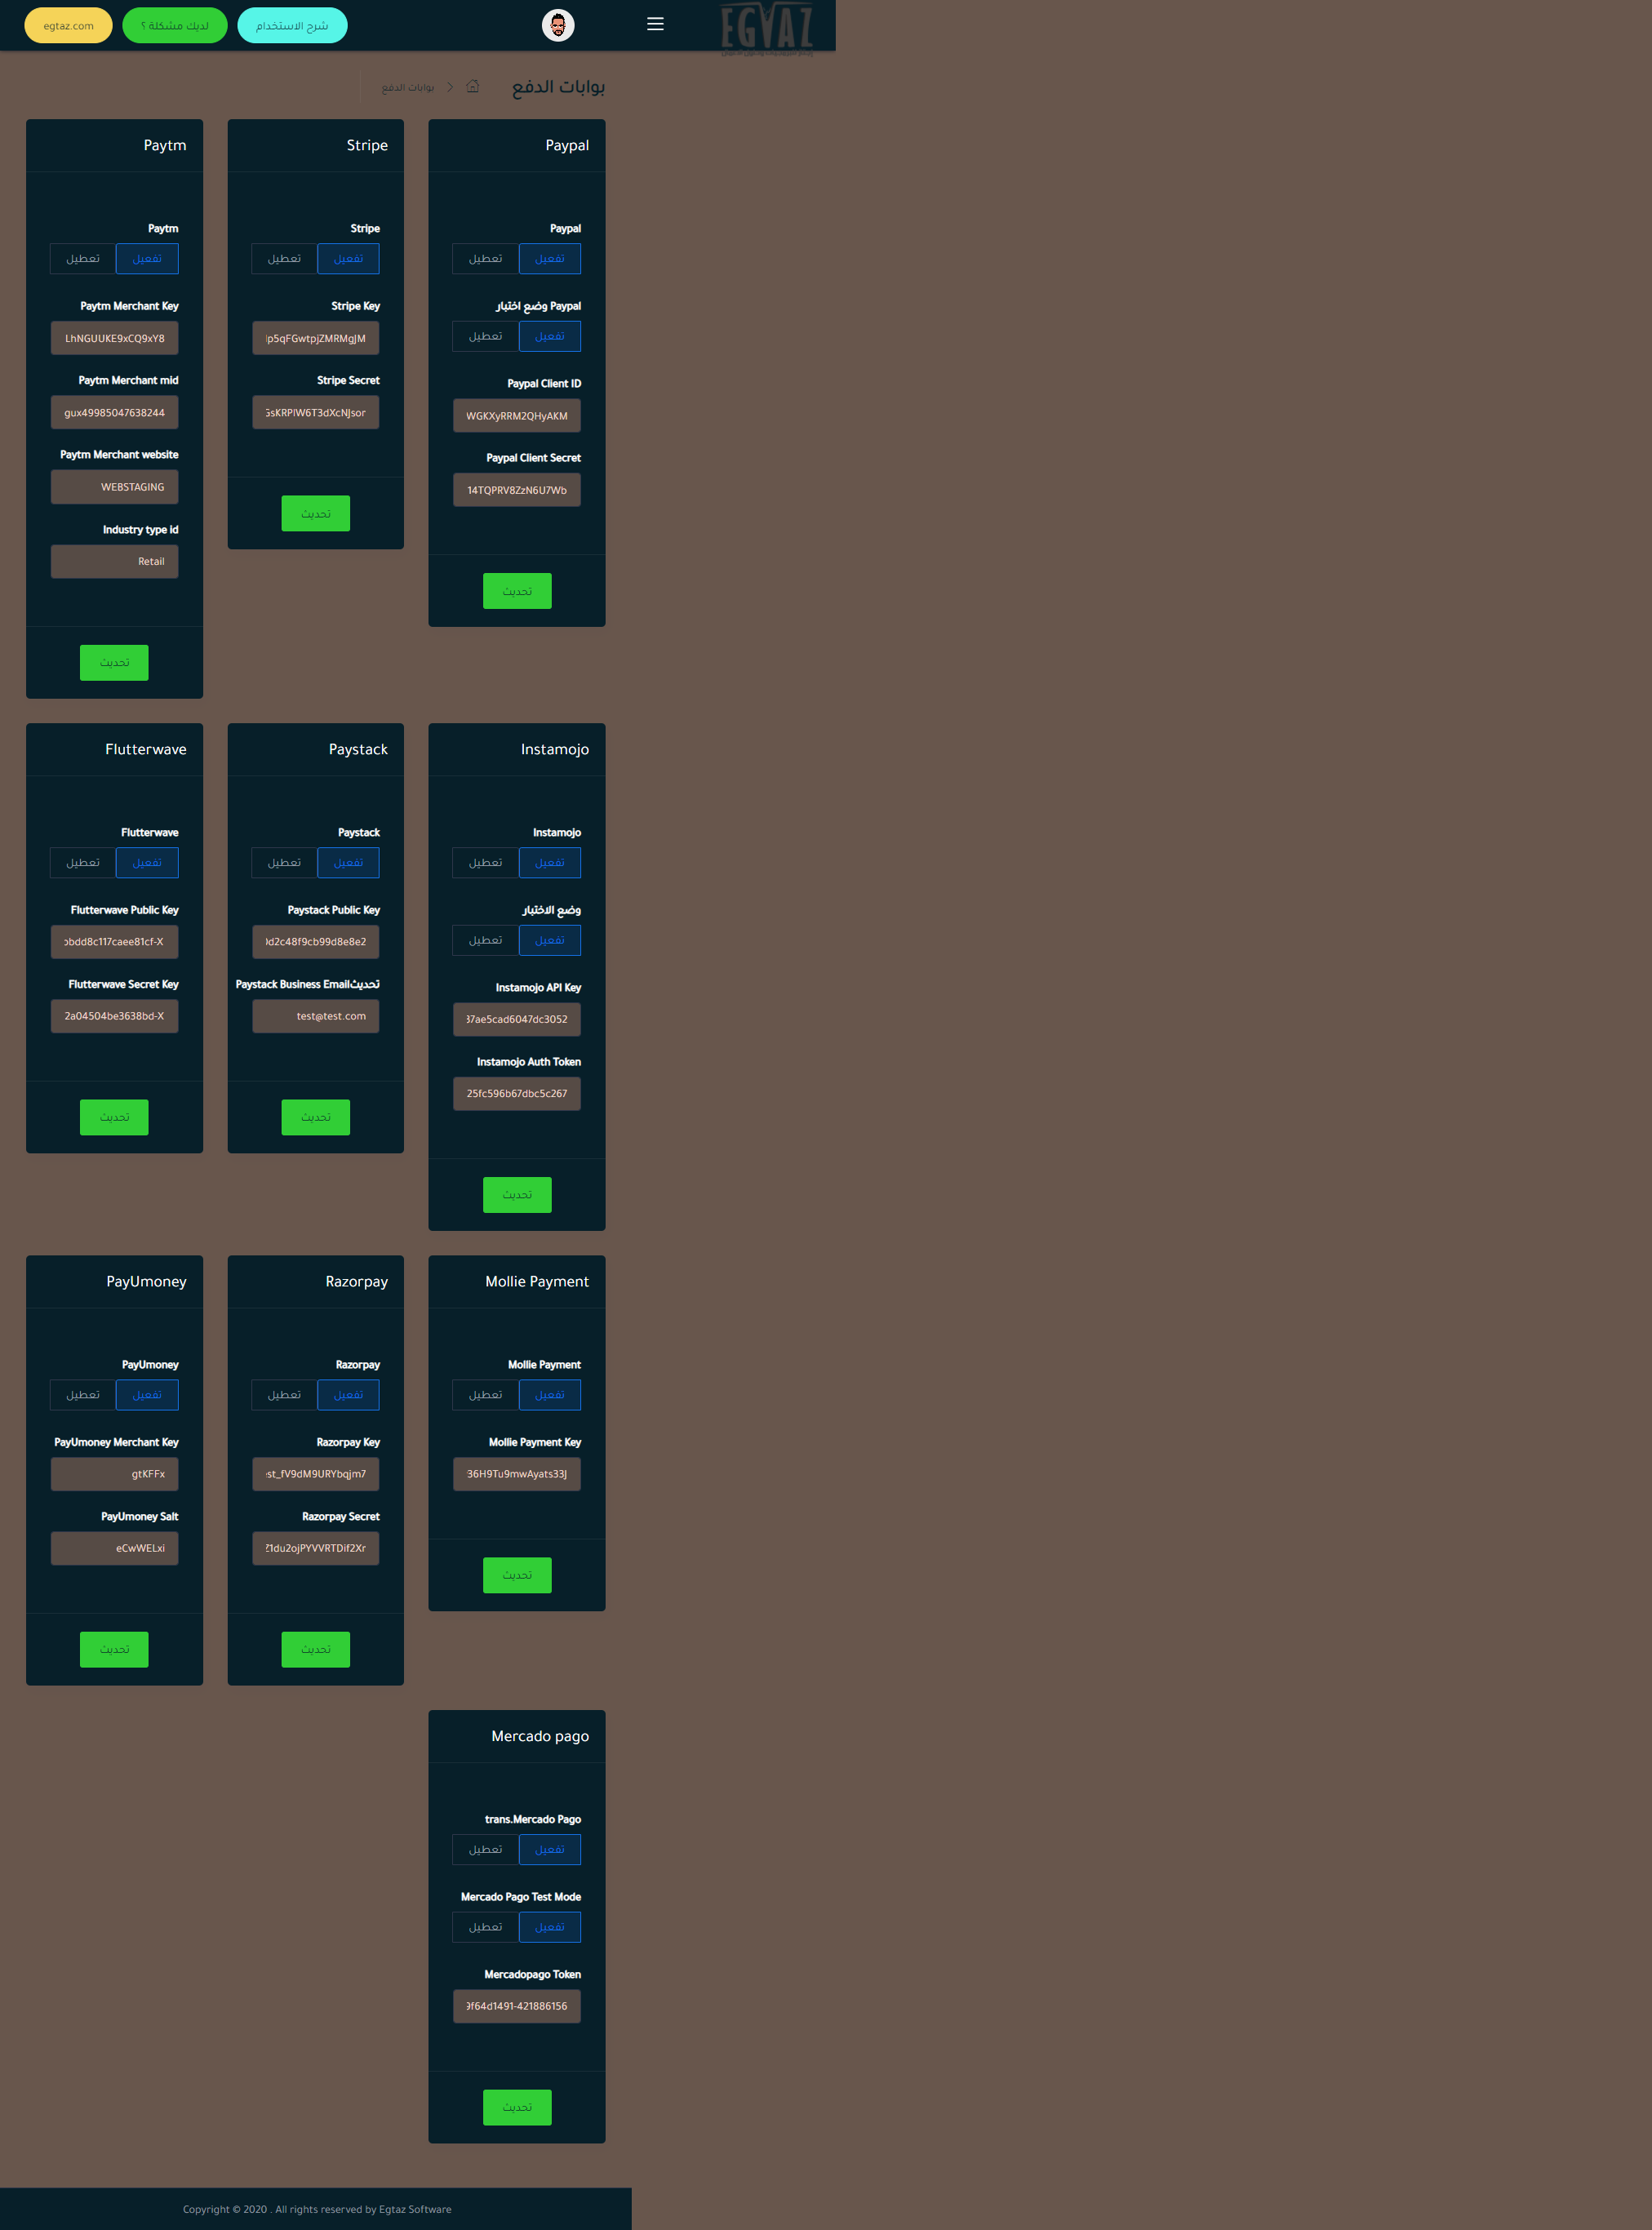 EGYAZ
شرح الاستخدام
لديك مشكلة ؟
egtaz.com
بوابات الدفع
بوابات الدفع
Paypal
Paypal
تفعيل
تعطيل
Paypal وضع اختبار
تفعيل
تعطيل
Paypal Client ID
WGKXyRRM2QHyAKM
Paypal Client Secret
14TQPRV8ZzN6U7Wb
تحديث
Stripe
Stripe
تفعيل
تعطيل
Stripe Key
p5qFGwtpjZMRMgJM
Stripe Secret
GsKRPlW6T3dXcNJsor
تحديث
Paytm
Paytm
تفعيل
تعطيل
Paytm Merchant Key
LhNGUUKE9xCQ9xY8
Paytm Merchant mid
gux49985047638244
Paytm Merchant website
WEBSTAGING
Industry type id
Retail
تحديث
Instamojo
Instamojo
تفعيل
تعطيل
وضع الاختبار
تفعيل
تعطيل
Instamojo API Key
37ae5cad6047dc3052
Instamojo Auth Token
25fc596b67dbc5c267
تحديث
Paystack
Paystack
تفعيل
تعطيل
Paystack Public Key
d2c48f9cb99d8e8e2
Paystack Business Emailتحديث
test@test.com
تحديث
Flutterwave
Flutterwave
تفعيل
تعطيل
Flutterwave Public Key
bdd8c117caee81cf-X
Flutterwave Secret Key
2a04504be3638bd-X
تحديث
Mollie Payment
Mollie Payment
تفعيل
تعطيل
Mollie Payment Key
36H9Tu9mwAyats33J
تحديث
Razorpay
Razorpay
تفعيل
تعطيل
Razorpay Key
st_fV9dM9URYbqjm7
Razorpay Secret
Z1du2ojPYVVRTDif2Xr
تحديث
PayUmoney
PayUmoney
تفعيل
تعطيل
PayUmoney Merchant Key
gtKFFx
PayUmoney Salt
eCwWELxi
تحديث
Mercado pago
trans.Mercado Pago
تفعيل
تعطيل
Mercado Pago Test Mode
تفعيل
تعطيل
Mercadopago Token
9f64d1491-421886156
تحديث
Copyright © 2020 . All rights reserved by Egtaz Software